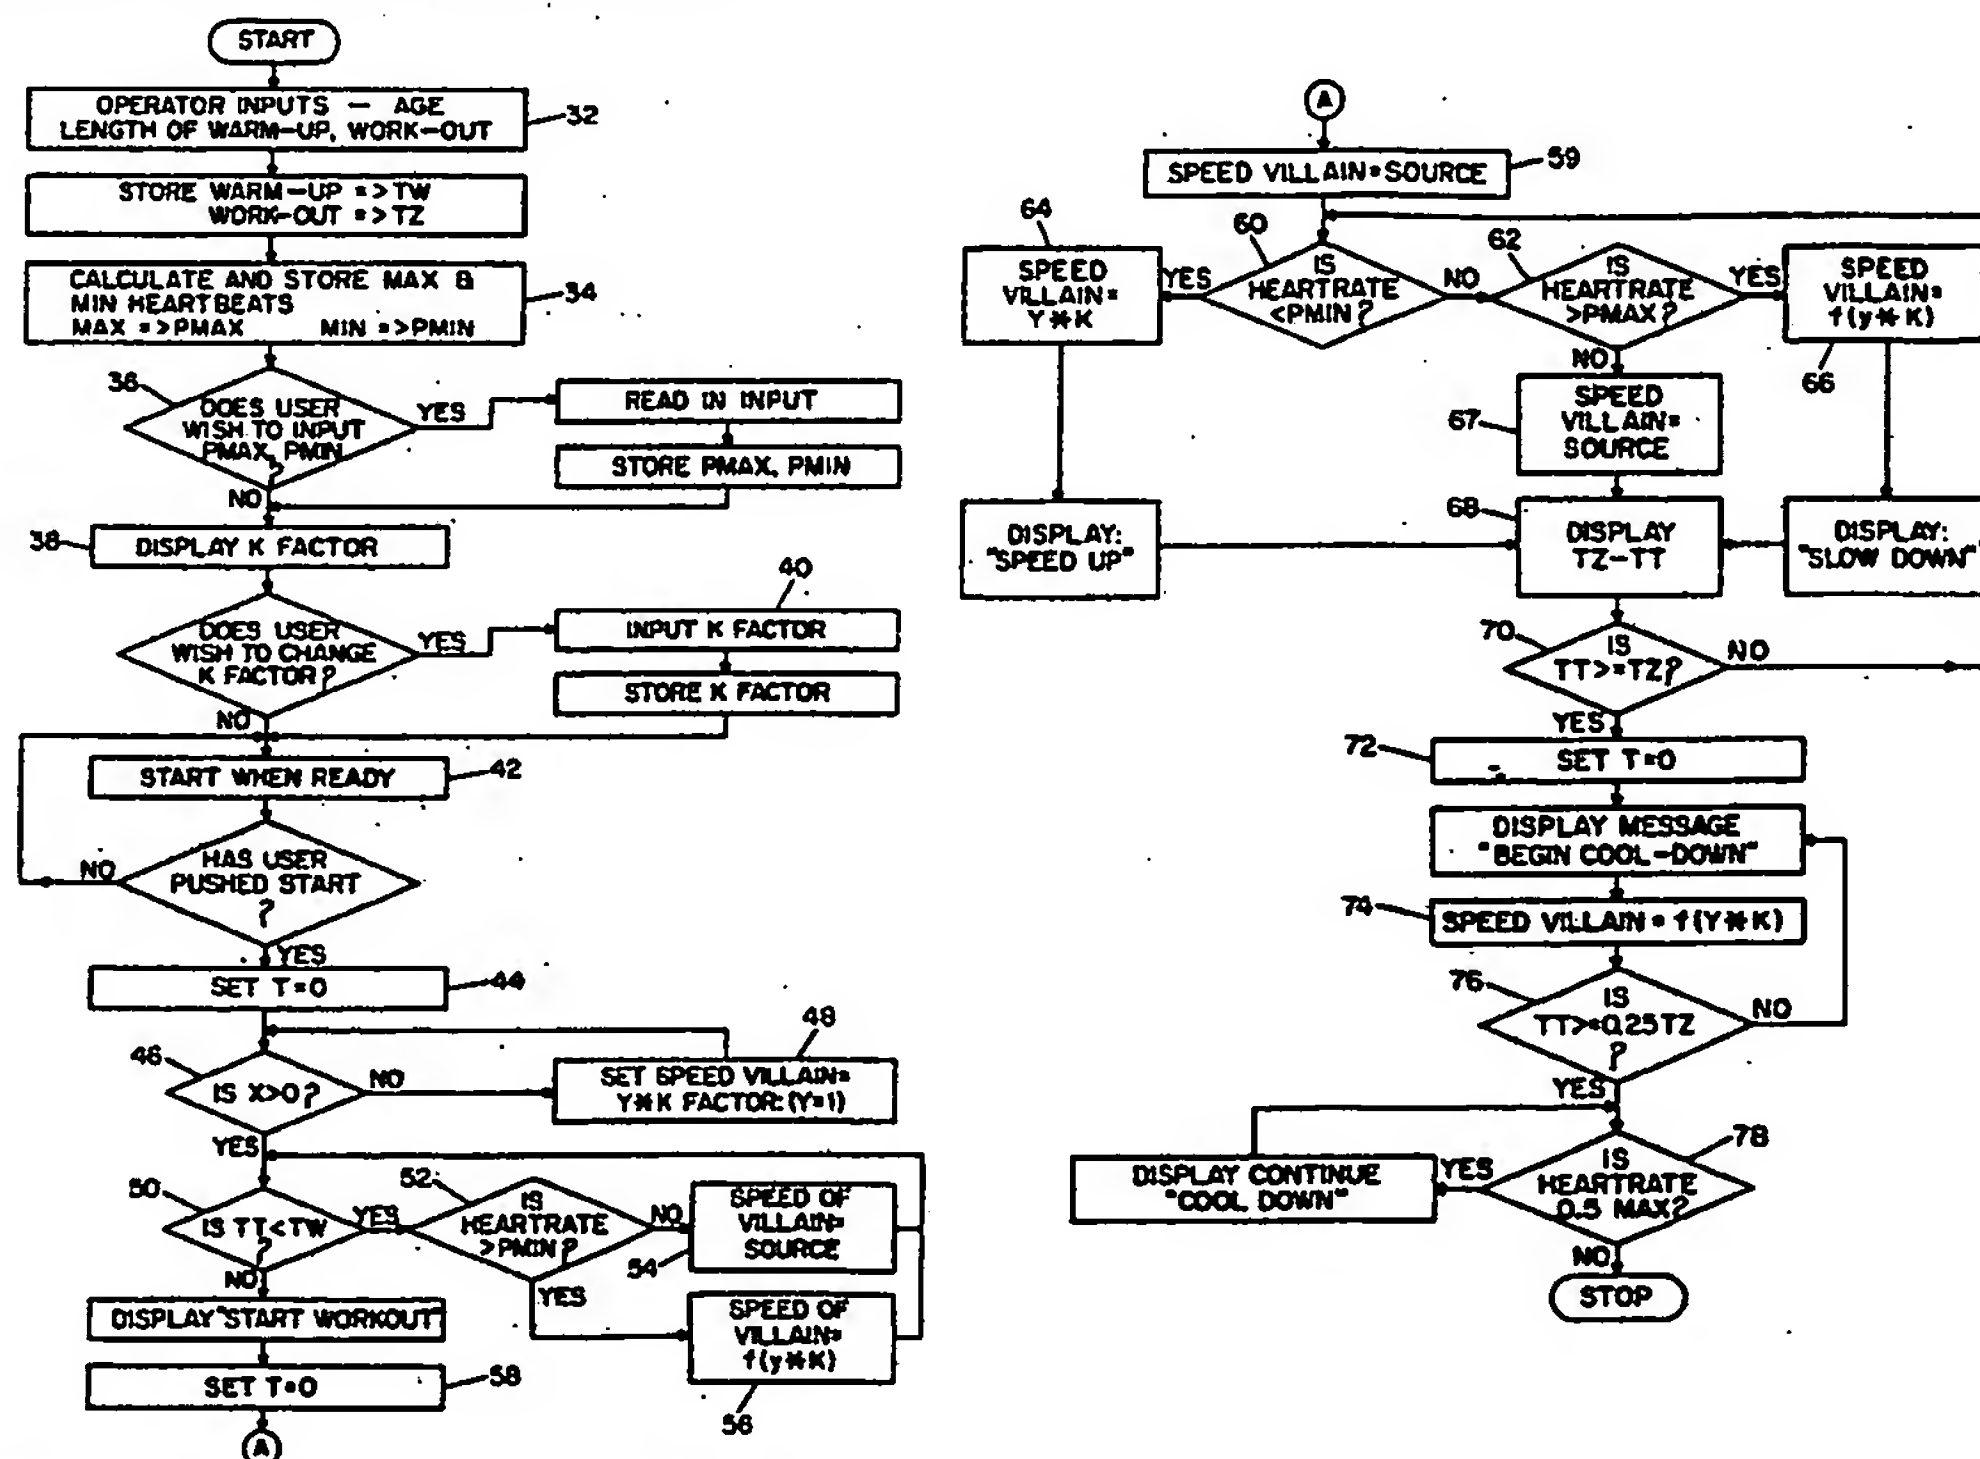 START
OPERATOR INPUTS — AGE
LENGTH OF WARM-UP, WORK-OUT
32
STORE WARM-UP => TW
WORK-OUT => TZ
CALCULATE AND STORE MAX &
MIN HEARTBEATS
MAX => PMAX MIN => PMIN
34
36
DOES USER
WISH TO INPUT
PMAX, PMIN
?
YES
READ IN INPUT
STORE PMAX, PMIN
NO
38
DISPLAY K FACTOR
DOES USER
WISH TO CHANGE
K FACTOR?
YES
40
INPUT K FACTOR
STORE K FACTOR
NO
START WHEN READY
42
HAS USER
PUSHED START
?
NO
YES
SET T=0
44
46
IS X>0?
NO
48
SET SPEED VILLAIN=
Y*K FACTOR:(Y=1)
YES
50
IS TT<TW
?
YES
52
IS
HEARTRATE
>PMIN?
NO
SPEED OF
VILLAIN=
SOURCE
54
YES
SPEED OF
VILLAIN=
f(y*K)
56
NO
DISPLAY "START WORKOUT"
SET T=0
58
A
A
SPEED VILLAIN=SOURCE
59
60
IS
HEARTRATE
<PMIN?
YES
64
SPEED
VILLAIN=
Y*K
NO
62
IS
HEARTRATE
>PMAX?
YES
SPEED
VILLAIN=
f(y*K)
66
NO
67
SPEED
VILLAIN=
SOURCE
DISPLAY:
"SPEED UP"
68
DISPLAY
TZ-TT
DISPLAY:
"SLOW DOWN"
70
IS
TT>=TZ?
NO
YES
72
SET T=0
DISPLAY MESSAGE
"BEGIN COOL-DOWN"
74
SPEED VILLAIN = f(Y*K)
76
IS
TT>=0.25TZ
?
NO
YES
78
IS
HEARTRATE
0.5 MAX?
YES
DISPLAY CONTINUE
"COOL DOWN"
NO
STOP